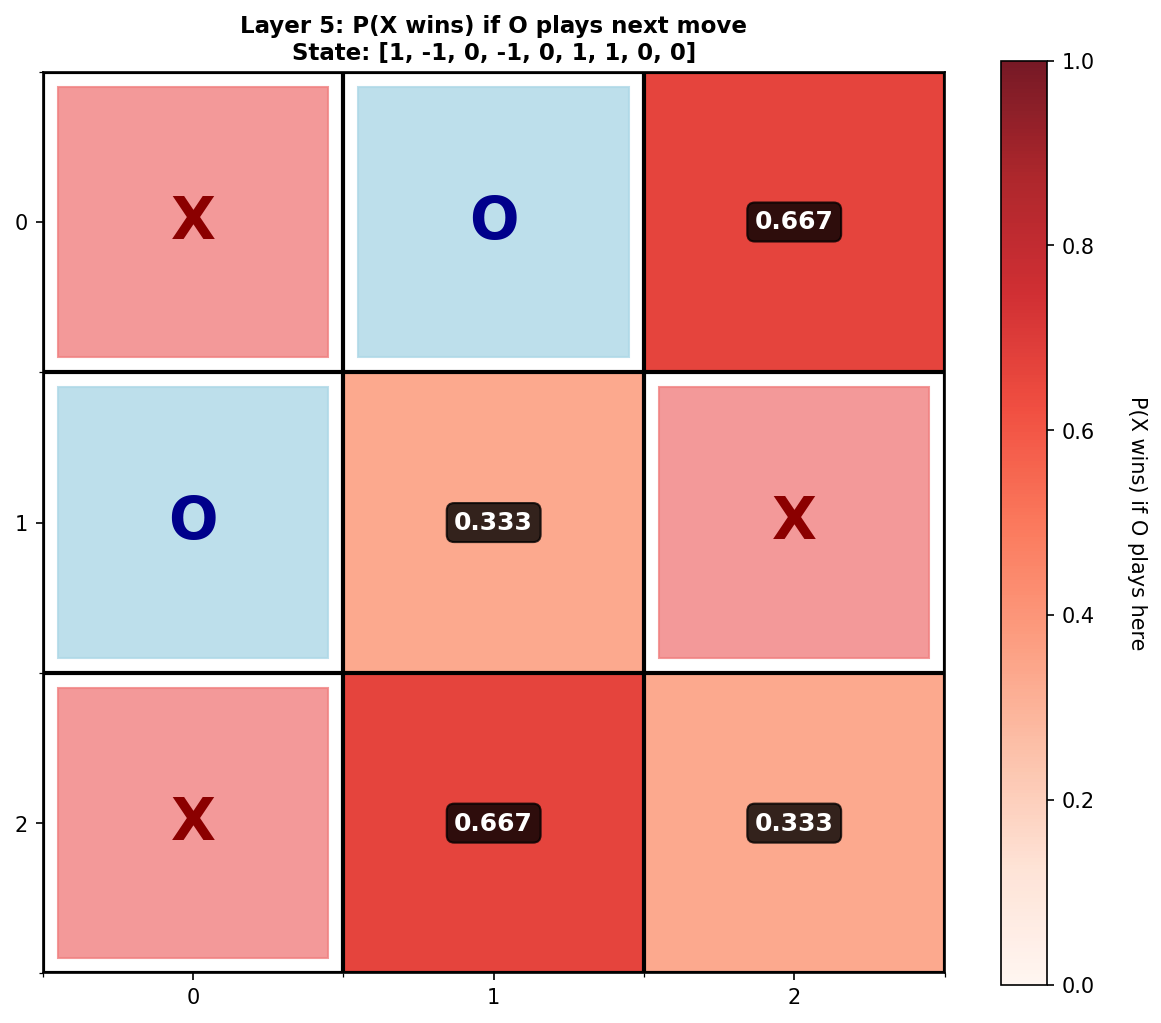 Layer 5: P(X wins) if O plays next move
State: [1, -1, 0, -1, 0, 1, 1, 0, 0]
0
X
O
0.667
1
O
0.333
X
2
X
0.667
0.333
0
1
2
1.0
0.8
0.6
0.4
0.2
0.0
P(X wins) if O plays here